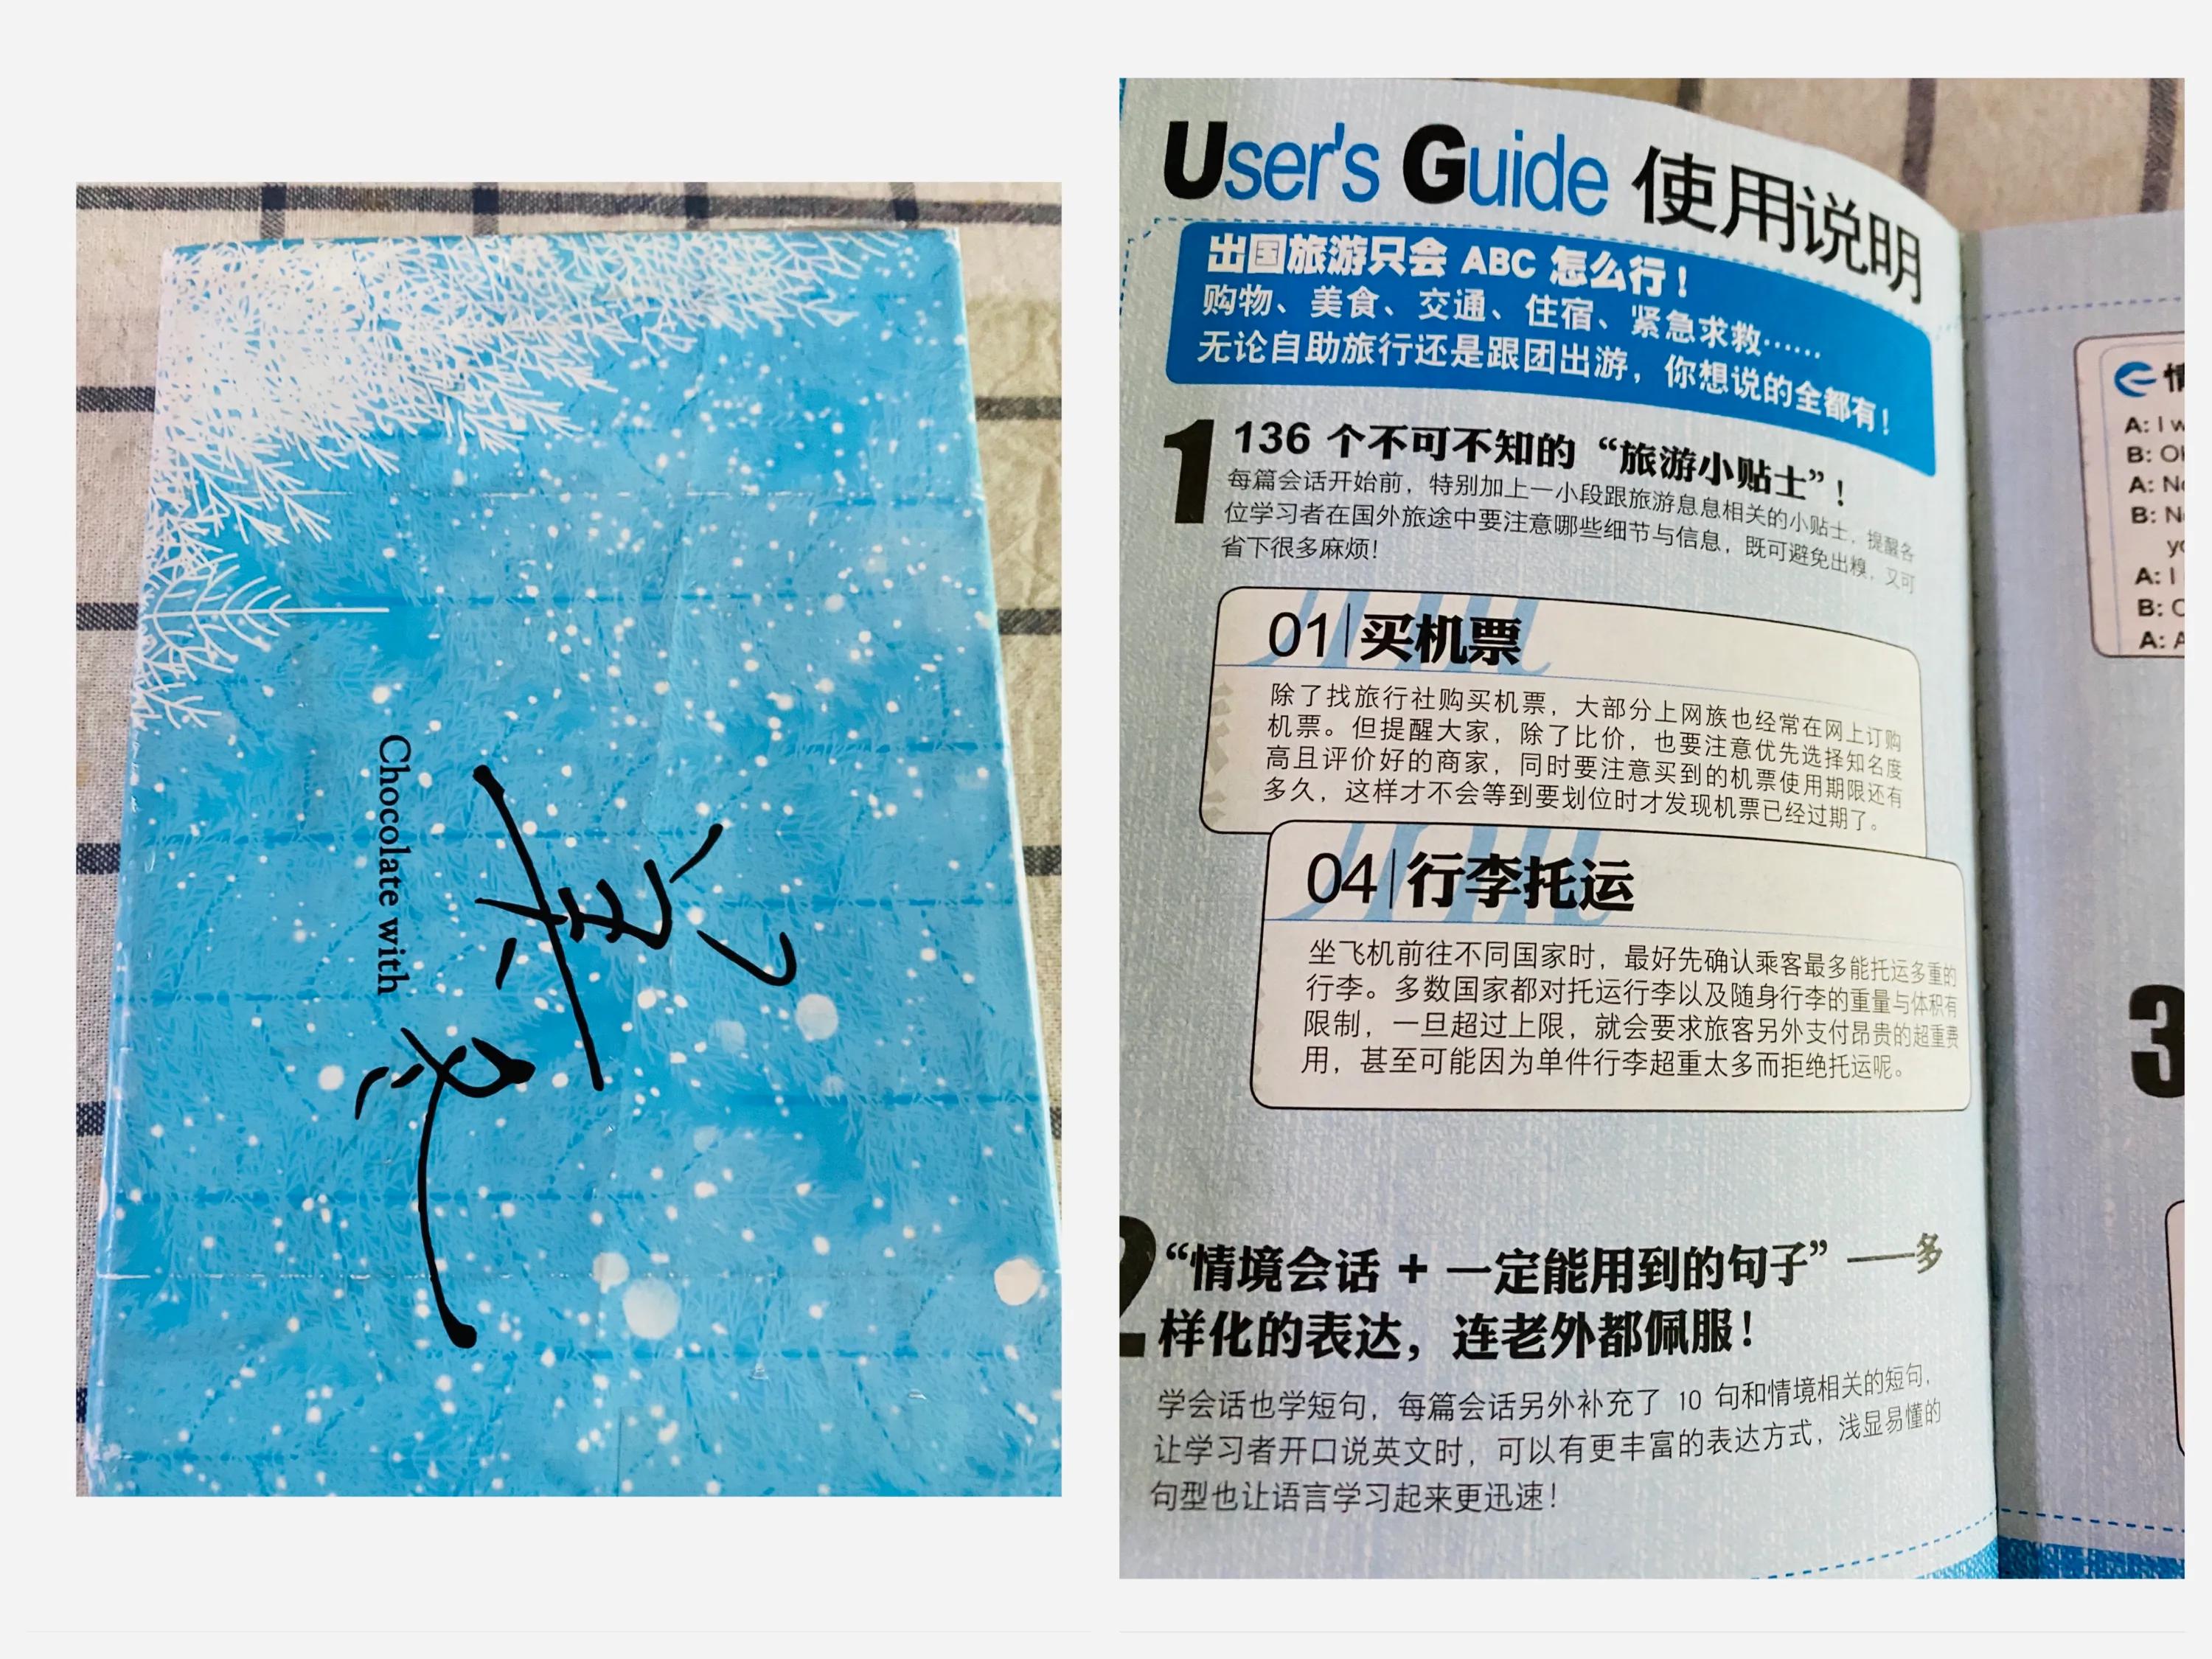 Chocolate with
User's Guide 使用说明
出国旅游只会 ABC 怎么行！
购物、美食、交通、住宿、紧急求救……
无论自助旅行还是跟团出游，你想说的全都有！
1 136 个不可不知的“旅游小贴士”！
每篇会话开始前，特别加上一小段跟旅游息息相关的小贴士，提醒各
位学习者在国外旅途中要注意哪些细节与信息，既可避免出糗，又可
省下很多麻烦！
01 买机票
除了找旅行社购买机票，大部分上网族也经常在网上订购
机票。但提醒大家，除了比价，也要注意优先选择知名度
高且评价好的商家，同时要注意买到的机票使用期限还有
多久，这样才不会等到要划位时才发现机票已经过期了。
04 行李托运
坐飞机前往不同国家时，最好先确认乘客最多能托运多重的
行李。多数国家都对托运行李以及随身行李的重量与体积有
限制，一旦超过上限，就会要求旅客另外支付昂贵的超重费
用，甚至可能因为单件行李超重太多而拒绝托运呢。
2 “情境会话 + 一定能用到的句子”——多
样化的表达，连老外都佩服！
学会话也学短句，每篇会话另外补充了 10 句和情境相关的短句，
让学习者开口说英文时，可以有更丰富的表达方式，浅显易懂的
句型也让语言学习起来更迅速！
A: I
B:
A:
B:
A: I
B:
A:
3